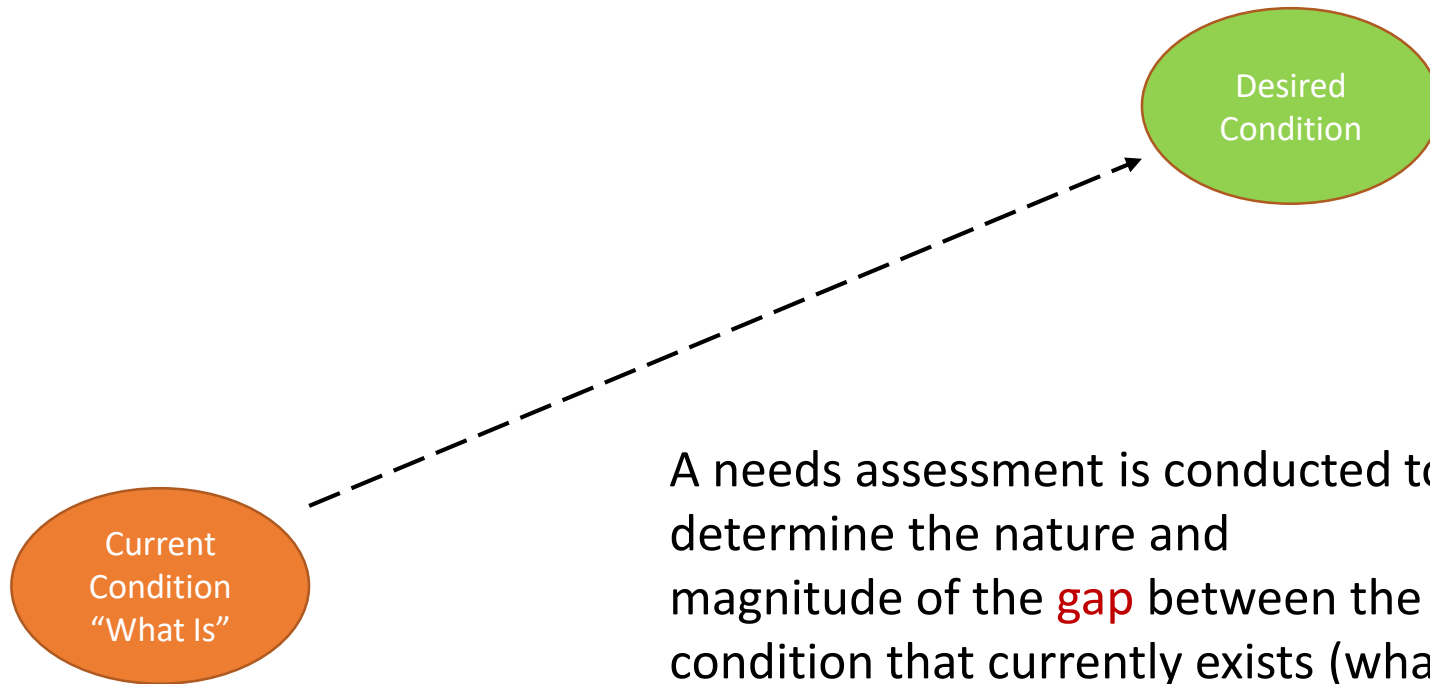 Desired
Condition
Current
Condition
“What Is”
A needs assessment is conducted to
determine the nature and
magnitude of the gap between the
condition that currently exists (what